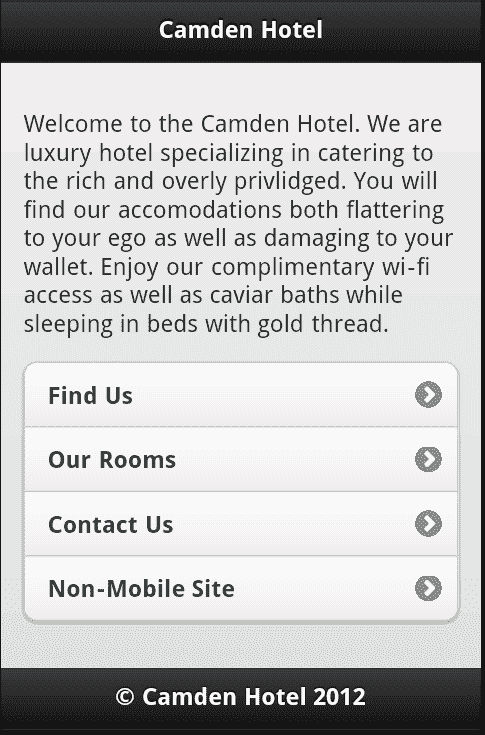 Camden Hotel
Welcome to the Camden Hotel. We are
luxury hotel specializing in catering to
the rich and overly privlidged. You will
find our accomodations both flattering
to your ego as well as damaging to your
wallet. Enjoy our complimentary wi-fi
access as well as caviar baths while
sleeping in beds with gold thread.
Find Us
Our Rooms
Contact Us
Non-Mobile Site
© Camden Hotel 2012